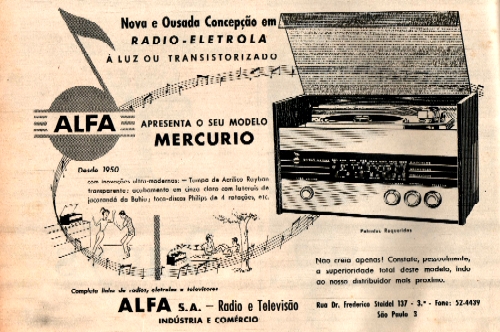 Nova e Ousada Concepção em
RADIO-ELETROLA
À LUZ OU TRANSISTORIZADO
ALFA
APRESENTA O SEU MODELO
MERCURIO
Desde 1950
com inovações ultra-modernas: - Tampa de Acrílico Rayban
transparente; acabamento em cinza claro com laterais de
jacarandá da Bahia; toca-discos Philips de 4 rotações, etc.
Patentes Requeridas
Não creia apenas! Constate, pessoalmente,
a superioridade total deste modelo, indo
ao nosso distribuidor mais proximo.
Completa linha de radios, eletrolas e televisores
ALFA S.A. - Radio e Televisão
INDÚSTRIA E COMÉRCIO
Rua Dr. Frederico Steidel 137 - 3.º - Fone: 52-4439
São Paulo 3